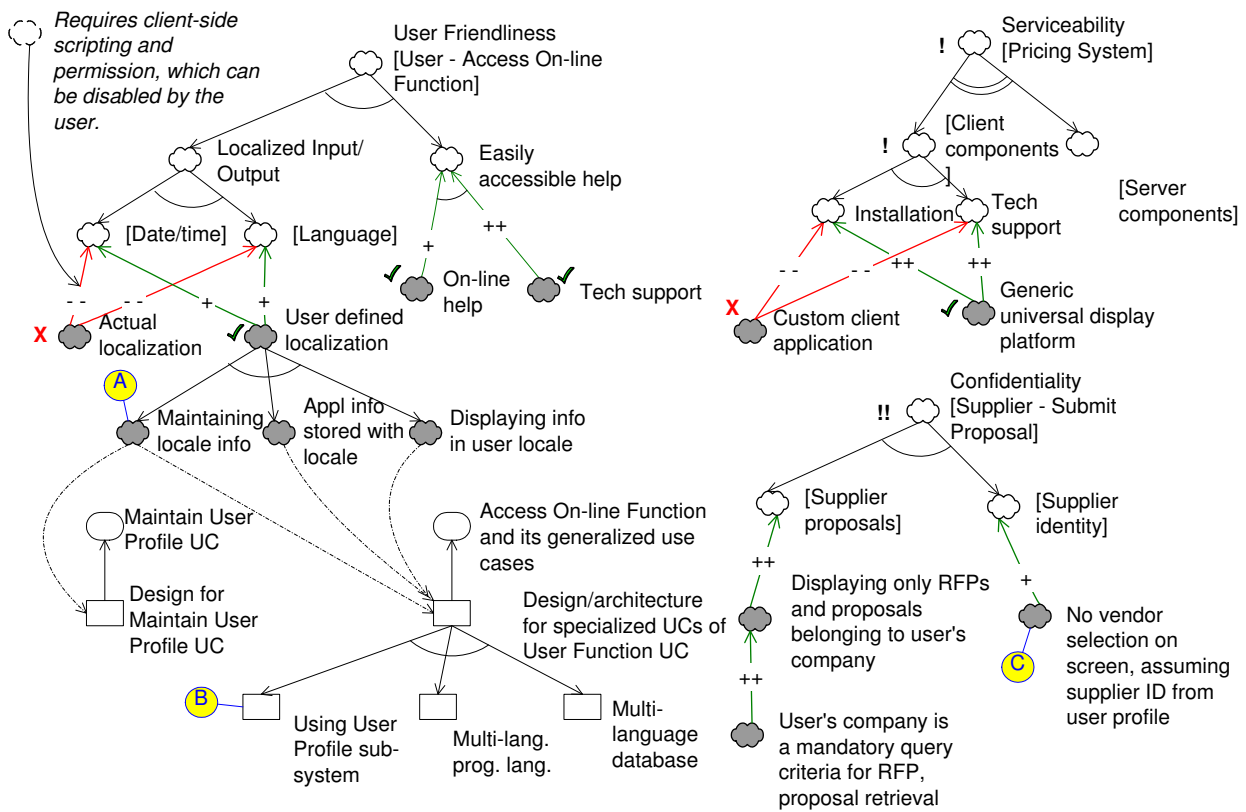 Requires client-side
scripting and
permission, which can
be disabled by the
user.
User Friendliness
[User - Access On-line
Function]
Localized Input/
Output
Easily
accessible help
[Date/time]
[Language]
+
++
On-line
help
Tech support
- -
- -
+
+
X
Actual
localization
User defined
localization
A
Maintaining
locale info
Appl info
stored with
locale
Displaying info
in user locale
Maintain User
Profile UC
Access On-line Function
and its generalized use
cases
Design for
Maintain User
Profile UC
Design/architecture
for specialized UCs of
User Function UC
B
Using User
Profile sub-
system
Multi-lang.
prog. lang.
Multi-
language
database
!
Serviceability
[Pricing System]
!
[Client
components
]
[Server
components]
Installation
Tech
support
- -
- -
++
++
X
Custom client
application
Generic
universal display
platform
!!
Confidentiality
[Supplier - Submit
Proposal]
[Supplier
proposals]
[Supplier
identity]
++
+
Displaying only RFPs
and proposals
belonging to user's
company
No vendor
selection on
screen, assuming
supplier ID from
user profile
C
++
User's company is
a mandatory query
criteria for RFP,
proposal retrieval